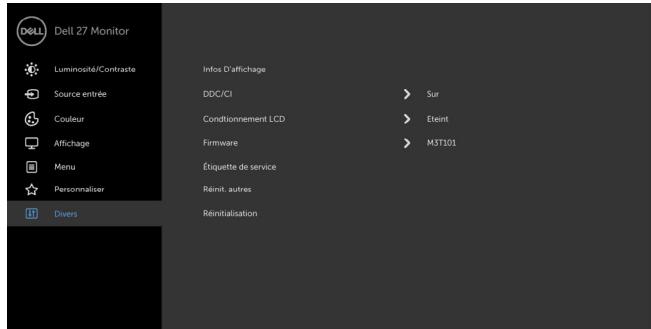 DELL Dell 27 Monitor
Luminosité/Contraste Infos D'affichage
Source entrée DDC/CI Sur
Couleur Condtionnement LCD Eteint
Affichage Firmware M3T101
Menu Étiquette de service
Personnaliser Réinit. autres
Divers Réinitialisation